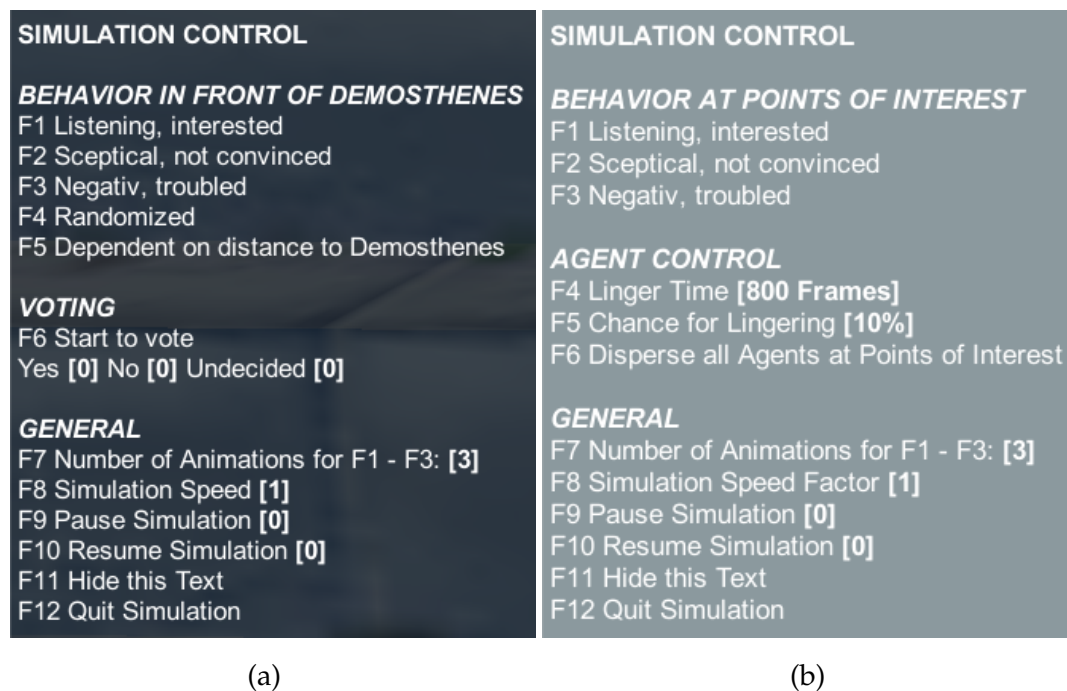 SIMULATION CONTROL
BEHAVIOR IN FRONT OF DEMOSTHENES
F1 Listening, interested
F2 Sceptical, not convinced
F3 Negativ, troubled
F4 Randomized
F5 Dependent on distance to Demosthenes
VOTING
F6 Start to vote
Yes [0] No [0] Undecided [0]
GENERAL
F7 Number of Animations for F1 - F3: [3]
F8 Simulation Speed [1]
F9 Pause Simulation [0]
F10 Resume Simulation [0]
F11 Hide this Text
F12 Quit Simulation
(a)
SIMULATION CONTROL
BEHAVIOR AT POINTS OF INTEREST
F1 Listening, interested
F2 Sceptical, not convinced
F3 Negativ, troubled
AGENT CONTROL
F4 Linger Time [800 Frames]
F5 Chance for Lingering [10%]
F6 Disperse all Agents at Points of Interest
GENERAL
F7 Number of Animations for F1 - F3: [3]
F8 Simulation Speed Factor [1]
F9 Pause Simulation [0]
F10 Resume Simulation [0]
F11 Hide this Text
F12 Quit Simulation
(b)